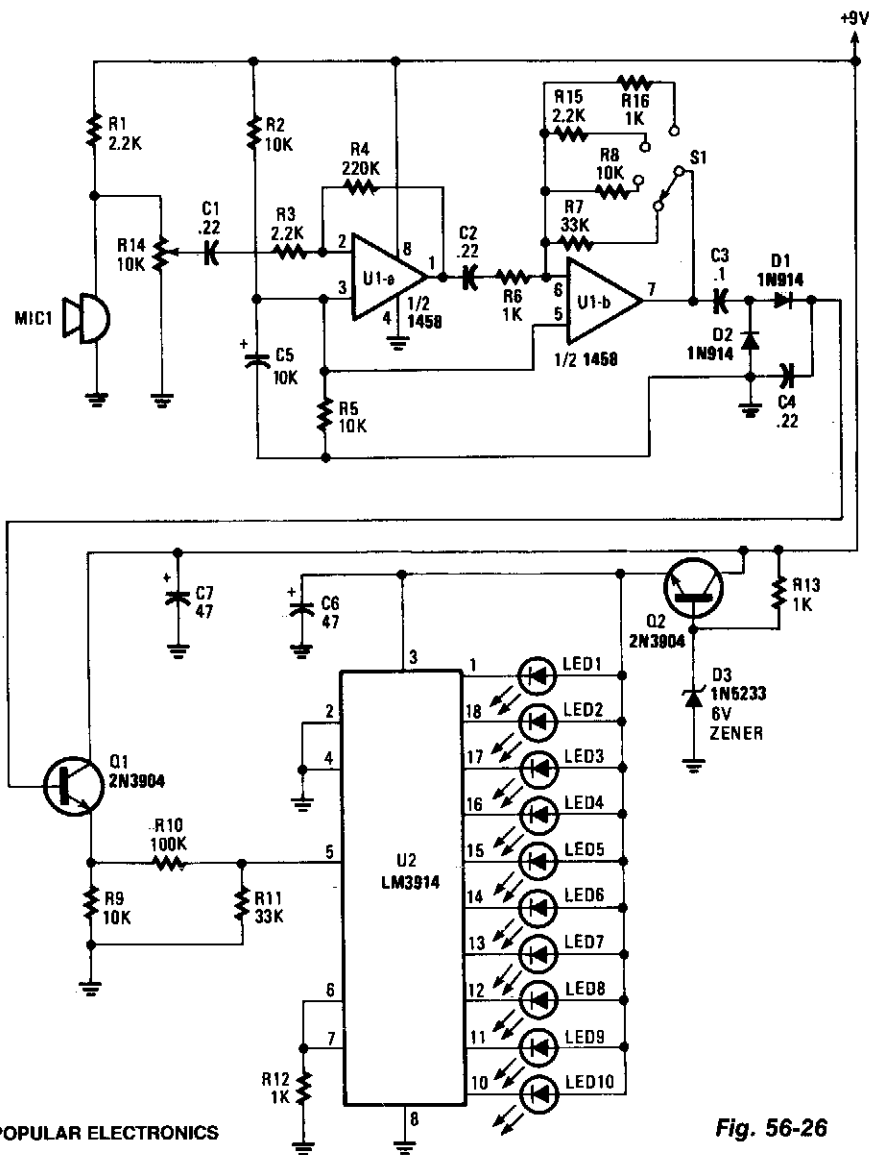 +9V
R1
2.2K
R2
10K
R4
220K
R15
2.2K
R16
1K
R8
10K
S1
R7
33K
R14
10K
C1
.22
R3
2.2K
2
3
8
1
4
U1-a
1/2
1458
C2
.22
R6
1K
6
5
7
U1-b
1/2 1458
C3
.1
D1
1N914
D2
1N914
C4
.22
MIC1
+
C5
10K
R5
10K
+
C7
47
+
C6
47
Q2
2N3904
R13
1K
D3
1N5233
6V
ZENER
Q1
2N3904
R10
100K
R9
10K
R11
33K
3
2
4
5
6
7
8
U2
LM3914
1
LED1
18
LED2
17
LED3
16
LED4
15
LED5
14
LED6
13
LED7
12
LED8
11
LED9
10
LED10
R12
1K
POPULAR ELECTRONICS
Fig. 56-26